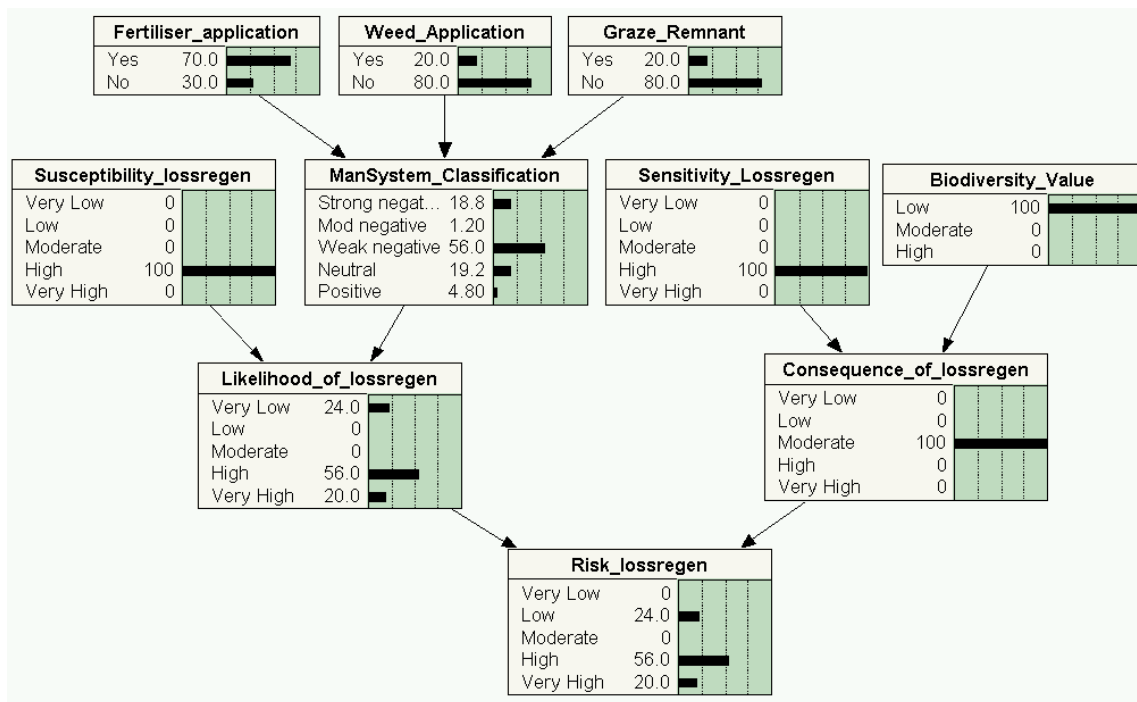 Fertiliser_application
Yes 70.0
No 30.0
Weed_Application
Yes 20.0
No 80.0
Graze_Remnant
Yes 20.0
No 80.0
Susceptibility_lossregen
Very Low 0
Low 0
Moderate 0
High 100
Very High 0
ManSystem_Classification
Strong negat... 18.8
Mod negative 1.20
Weak negative 56.0
Neutral 19.2
Positive 4.80
Sensitivity_Lossregen
Very Low 0
Low 0
Moderate 0
High 100
Very High 0
Biodiversity_Value
Low 100
Moderate 0
High 0
Likelihood_of_lossregen
Very Low 24.0
Low 0
Moderate 0
High 56.0
Very High 20.0
Consequence_of_lossregen
Very Low 0
Low 0
Moderate 100
High 0
Very High 0
Risk_lossregen
Very Low 0
Low 24.0
Moderate 0
High 56.0
Very High 20.0